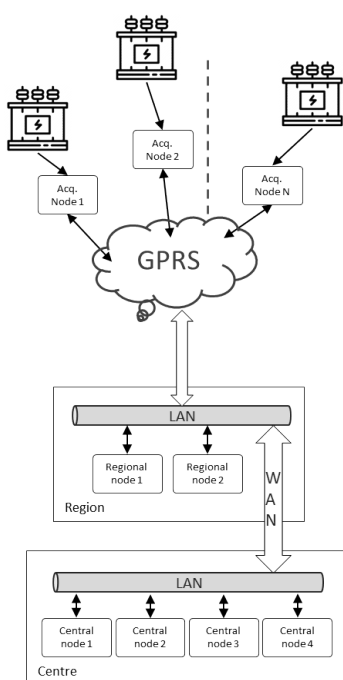 Acq.
Node 2
Acq.
Node 1
Acq.
Node N
GPRS
LAN
Regional
node 1
Regional
node 2
Region
W
A
N
LAN
Central
node 1
Central
node 2
Central
node 3
Central
node 4
Centre